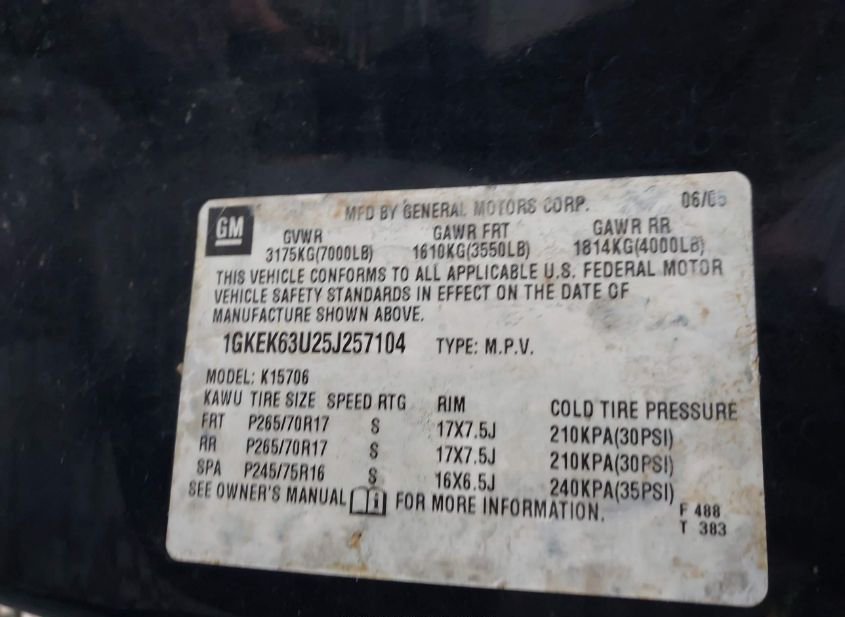 GM
MFD BY GENERAL MOTORS CORP. 06/05
GVWR GAWR FRT GAWR RR
3175KG(7000LB) 1610KG(3550LB) 1814KG(4000LB)
THIS VEHICLE CONFORMS TO ALL APPLICABLE U.S. FEDERAL MOTOR
VEHICLE SAFETY STANDARDS IN EFFECT ON THE DATE OF
MANUFACTURE SHOWN ABOVE.
1GKEK63U25J257104 TYPE: M.P.V.
MODEL: K15706
KAWU TIRE SIZE SPEED RTG RIM COLD TIRE PRESSURE
FRT P265/70R17 S 17X7.5J 210KPA(30PSI)
RR P265/70R17 S 17X7.5J 210KPA(30PSI)
SPA P245/75R16 S 16X6.5J 240KPA(35PSI)
SEE OWNER'S MANUAL i FOR MORE INFORMATION.
F 488
T 383